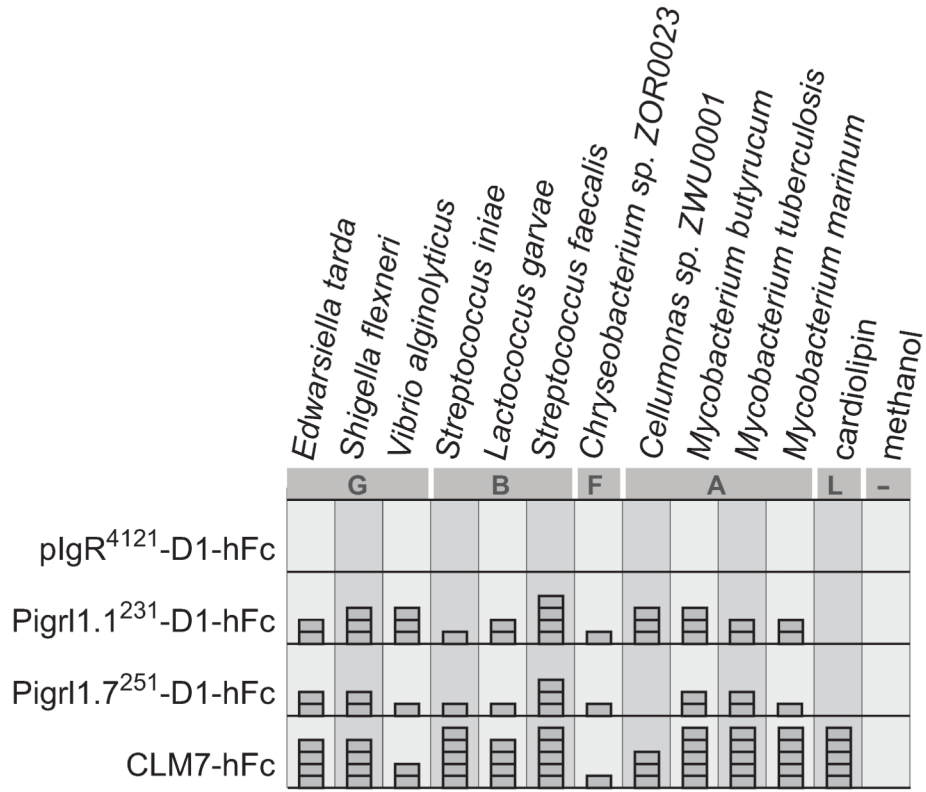 Edwarsiella tarda
Shigella flexneri
Vibrio alginolyticus
Streptococcus iniae
Lactococcus garvae
Streptococcus faecalis
Chryseobacterium sp. ZOR0023
Cellumonas sp. ZWU0001
Mycobacterium butyrucum
Mycobacterium tuberculosis
Mycobacterium marinum
cardiolipin
methanol
G B F A L –
pIgR4121-D1-hFc
Pigrl1.1231-D1-hFc
Pigrl1.7251-D1-hFc
CLM7-hFc